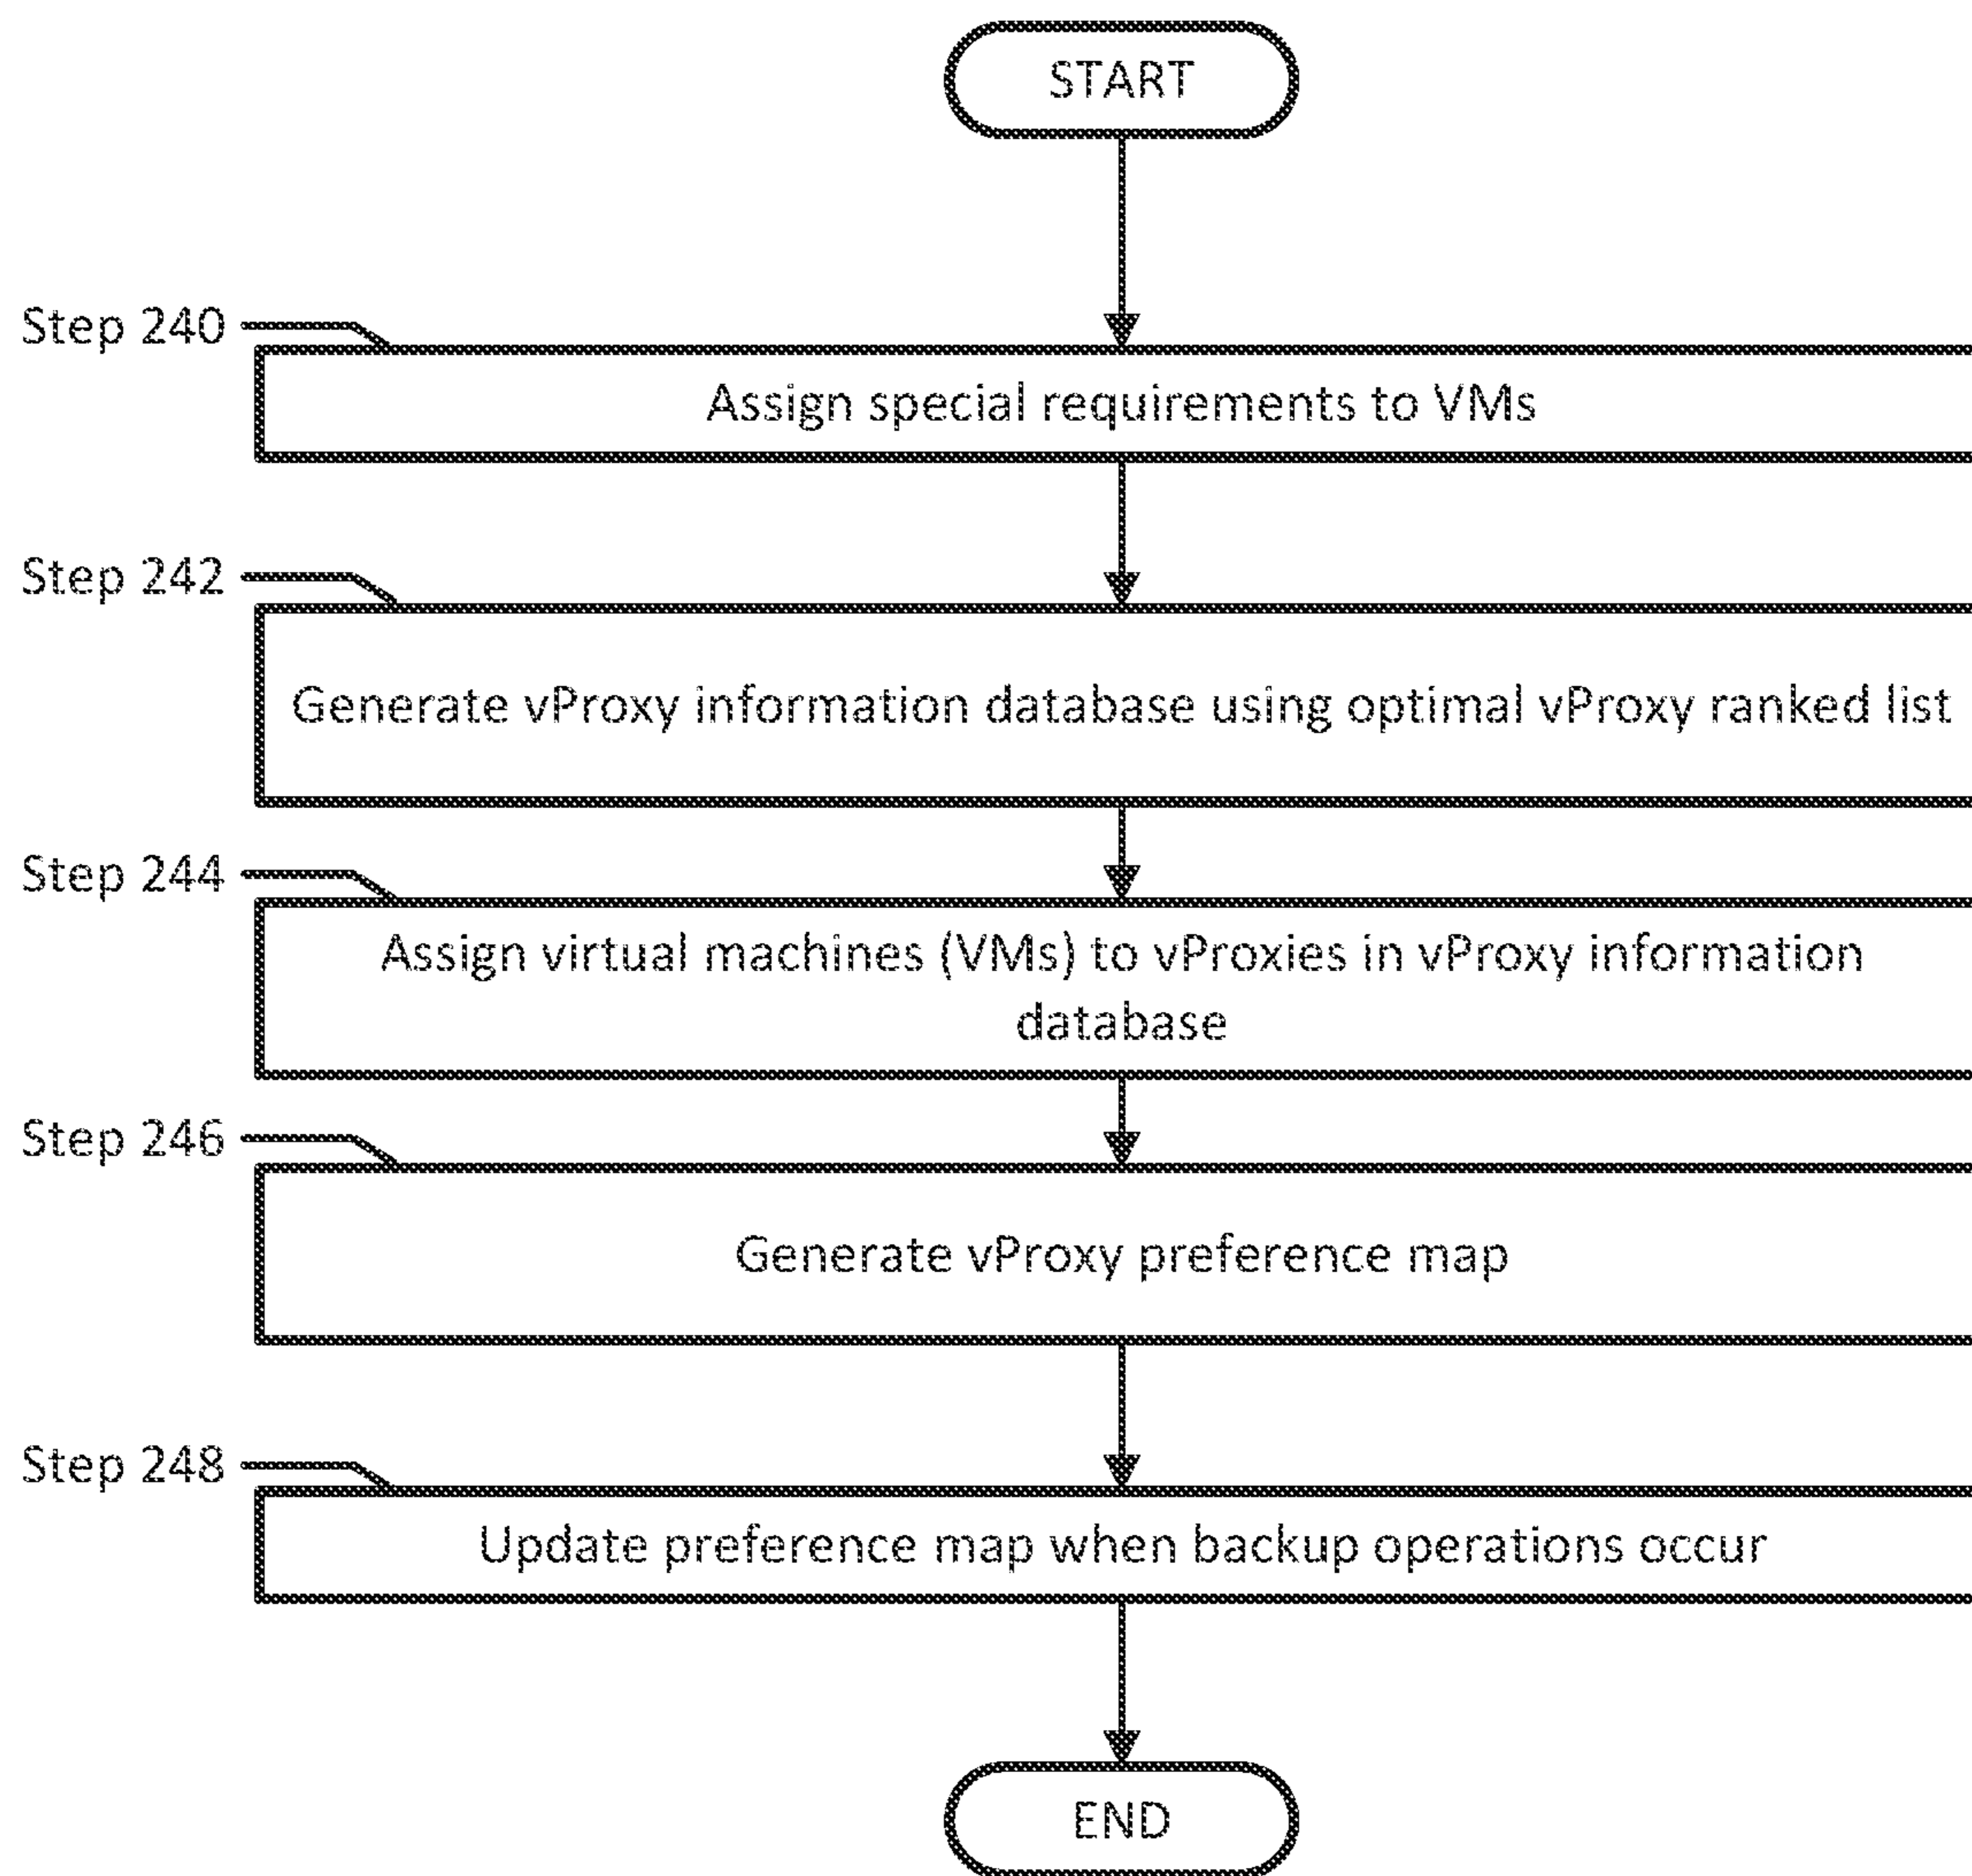 START
Step 240
Assign special requirements to VMs
Step 242
Generate vProxy information database using optimal vProxy ranked list
Step 244
Assign virtual machines (VMs) to vProxies in vProxy information
database
Step 246
Generate vProxy preference map
Step 248
Update preference map when backup operations occur
END